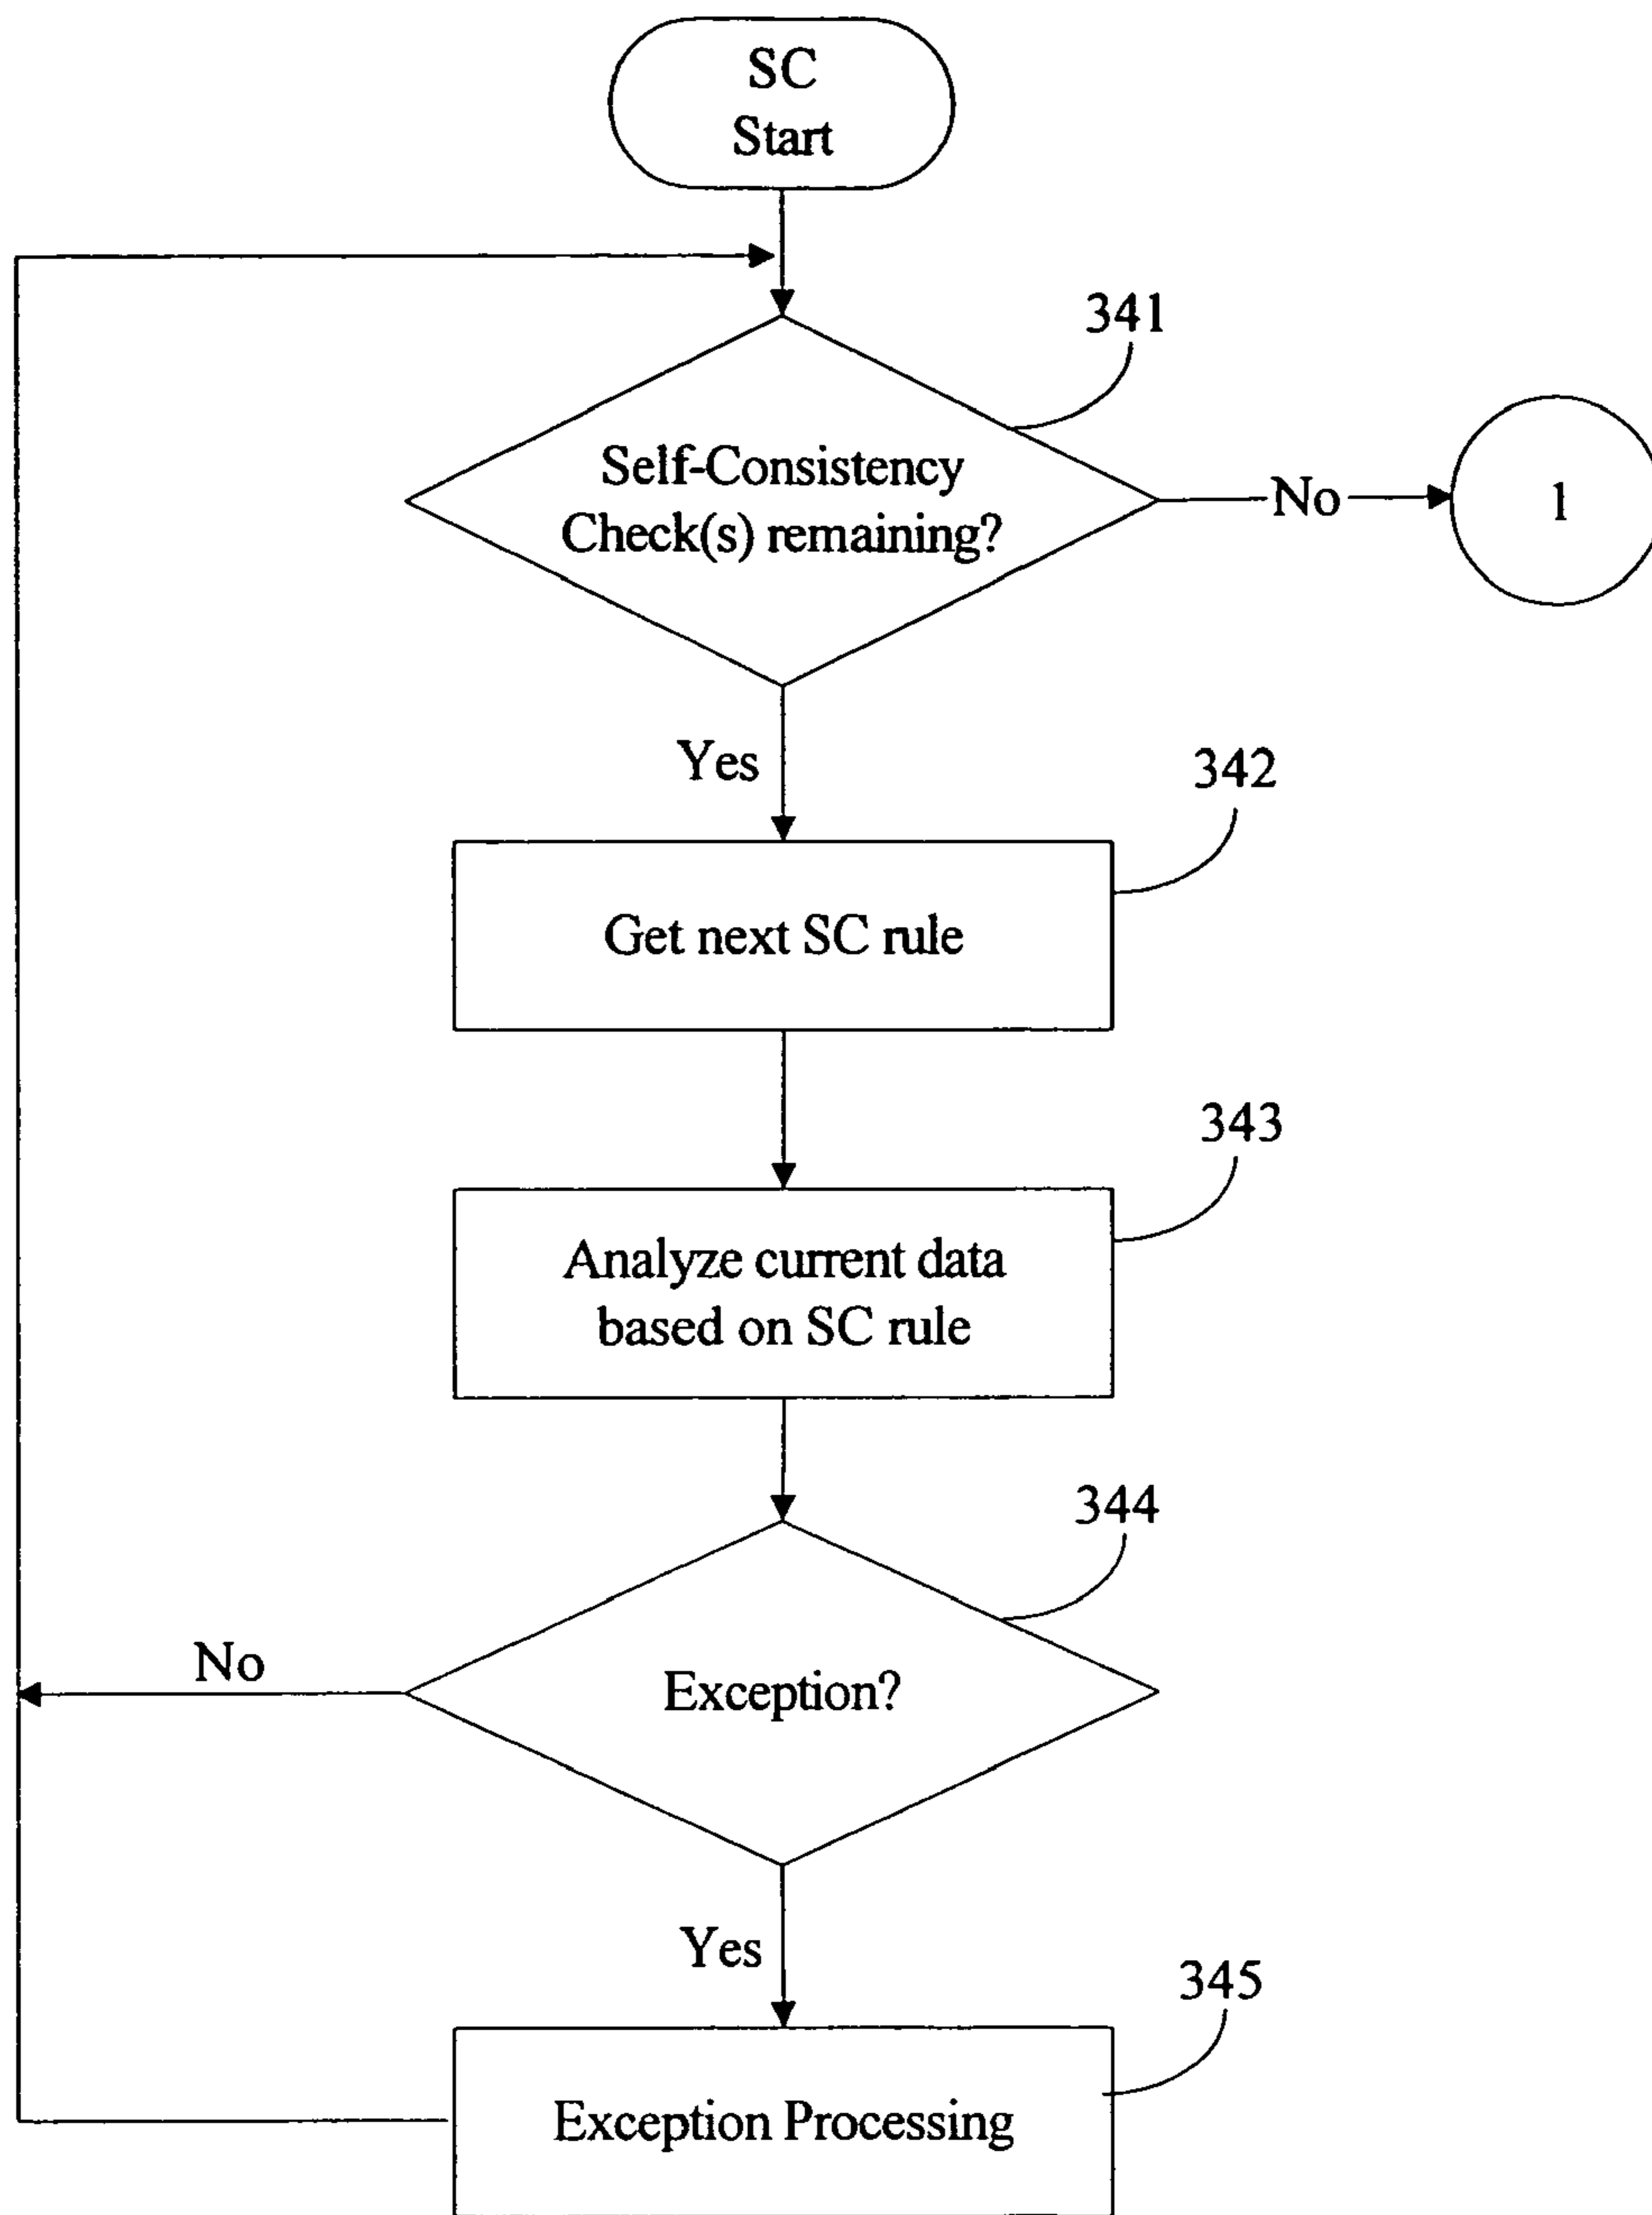 SC
Start
341
Self-Consistency
Check(s) remaining?
No
1
Yes
342
Get next SC rule
343
Analyze current data
based on SC rule
344
No
Exception?
Yes
345
Exception Processing